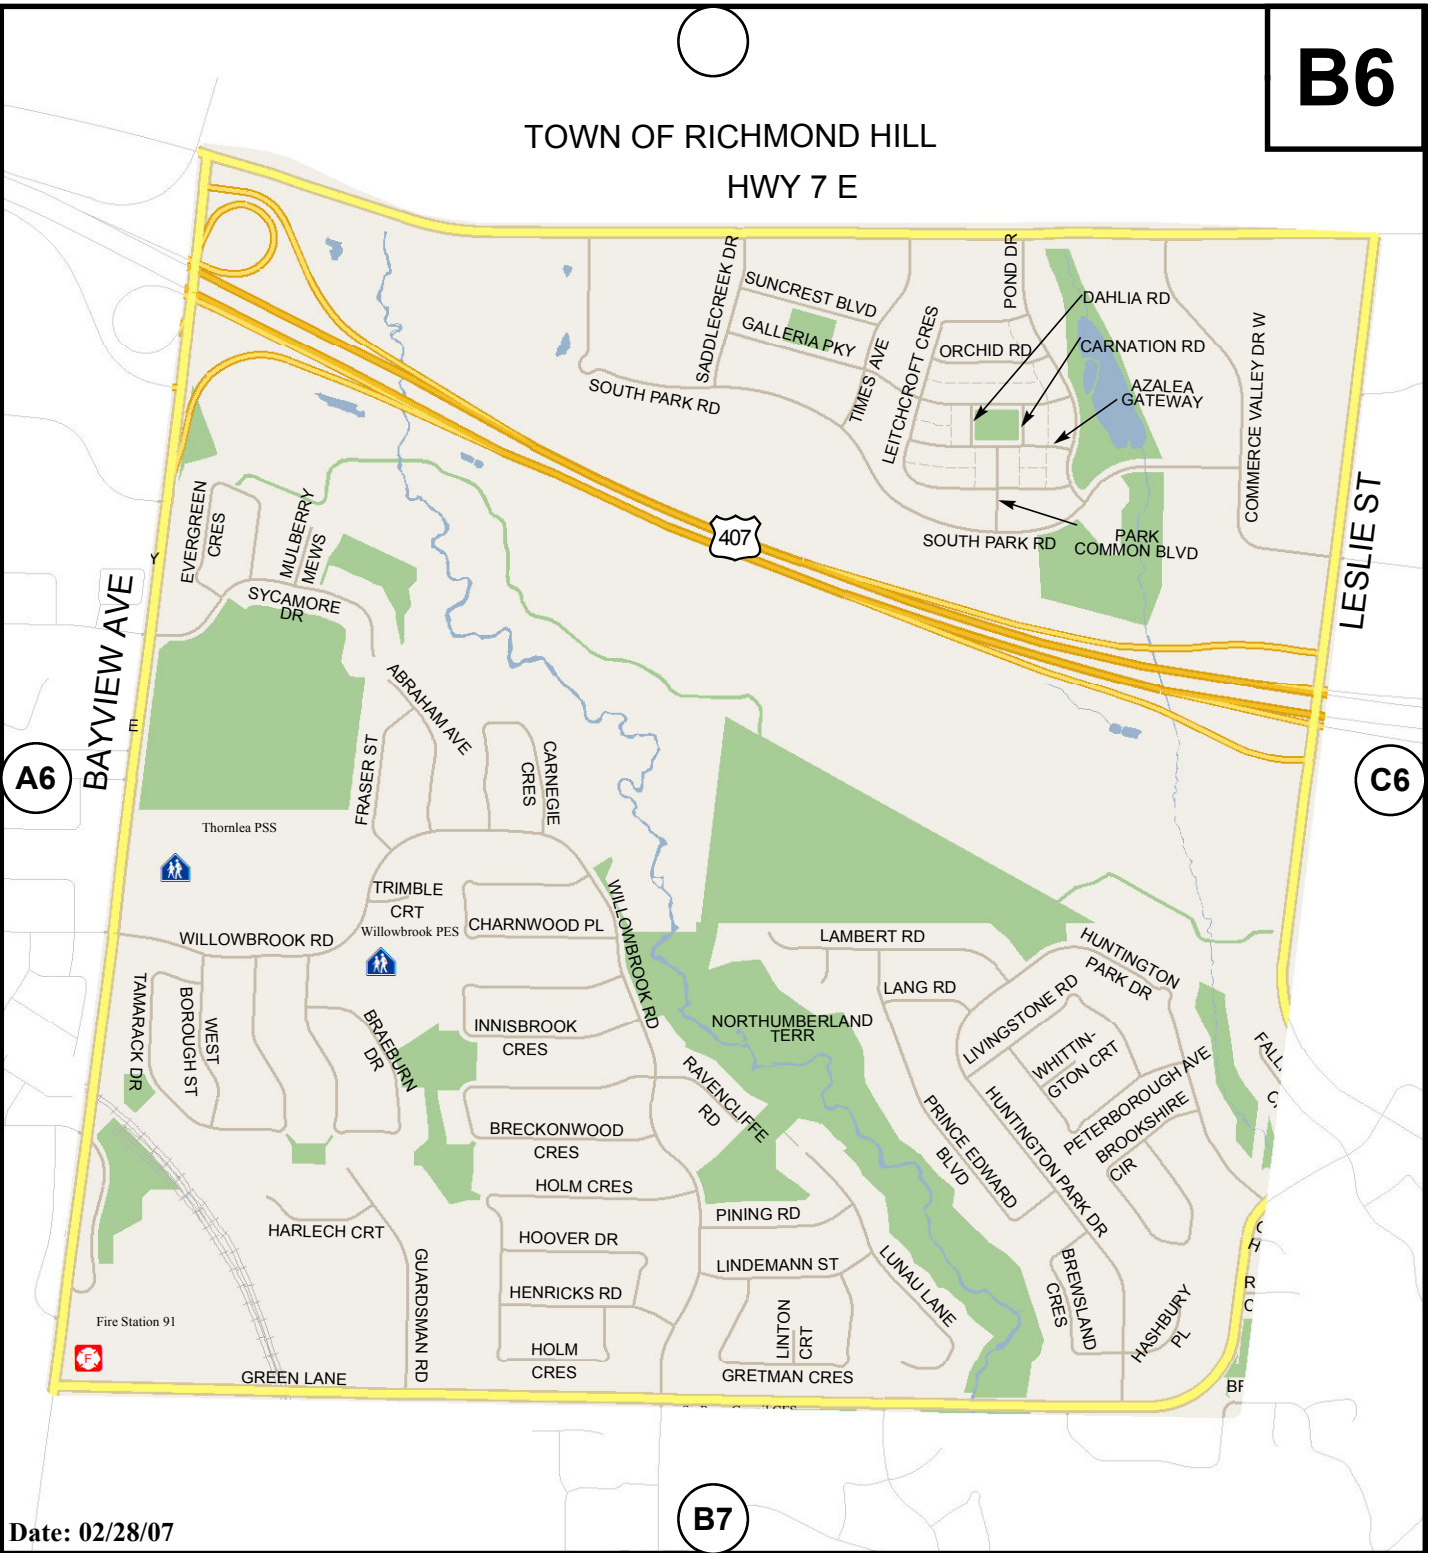 B6
TOWN OF RICHMOND HILL
HWY 7 E
SADDLECREEK DR
SUNCREST BLVD
GALLERIA PKY
TIMES AVE
LEITCHCROFT CRES
POND DR
DAHLIA RD
ORCHID RD
CARNATION RD
AZALEA
GATEWAY
COMMERCE VALLEY DR W
SOUTH PARK RD
LESLIE ST
407
SOUTH PARK RD
PARK
COMMON BLVD
EVERGREEN
CRES
MULBERRY
MEWS
SYCAMORE
DR
Y
BAYVIEW AVE
E
ABRAHAM AVE
FRASER ST
CARNEGIE
CRES
A6
C6
Thornlea PSS
TRIMBLE
CRT
Willowbrook PES
CHARNWOOD PL
WILLOWBROOK RD
WILLOWBROOK RD
LAMBERT RD
HUNTINGTON
PARK DR
LANG RD
LIVINGSTONE RD
TAMARACK DR
WEST
BOROUGH ST
BRAEBURN
DR
INNISBROOK
CRES
NORTHUMBERLAND
TERR
WHITTIN-
GTON CRT
RAVENCLIFFE
RD
PETERBOROUGH AVE
BROOKSHIRE
CIR
PRINCE EDWARD
BLVD
HUNTINGTON PARK DR
BRECKONWOOD
CRES
HOLM CRES
PINING RD
HARLECH CRT
HOOVER DR
LINDEMANN ST
LUNAU LANE
GUARDSMAN RD
HENRICKS RD
BREWSLAND
CRES
HASHBURY
PL
C
H
R
C
Fire Station 91
F
LINTON
CRT
HOLM
CRES
GREEN LANE
GRETMAN CRES
B7
Date: 02/28/07